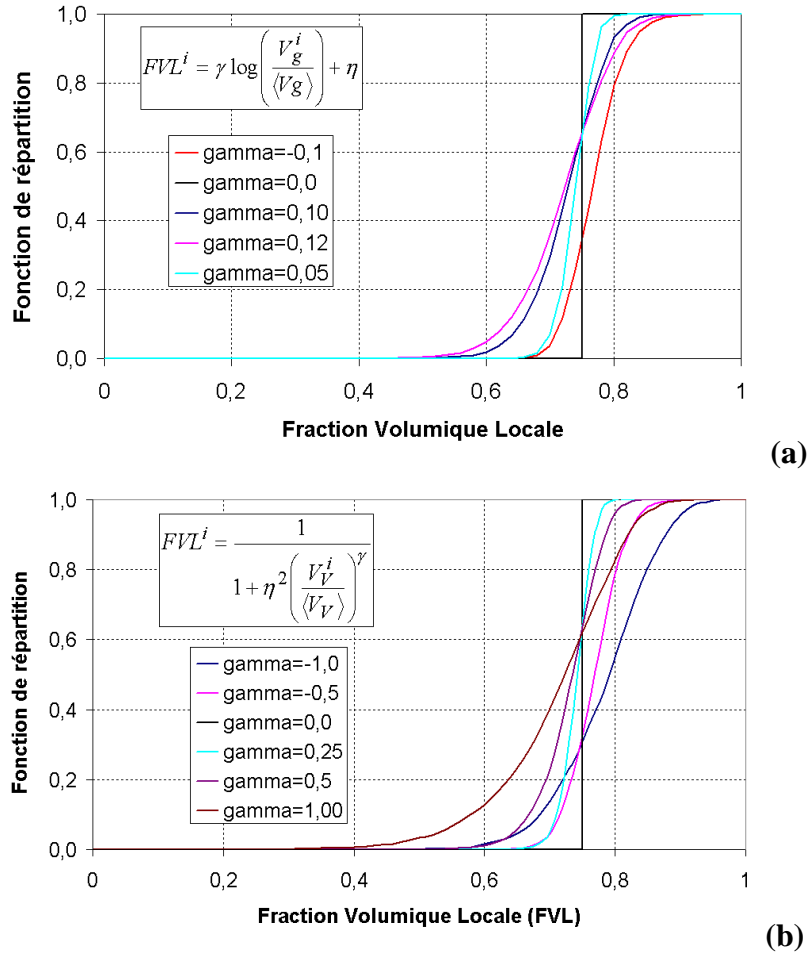 1,0
0,8
0,6
0,4
0,2
0,0
Fonction de répartition
FVL^i = γ log(V_g^i / ⟨Vg⟩) + η
gamma=-0,1
gamma=0,0
gamma=0,10
gamma=0,12
gamma=0,05
0 0,2 0,4 0,6 0,8 1
Fraction Volumique Locale
(a)
1,0
0,8
0,6
0,4
0,2
0,0
Fonction de répartition
FVL^i = 1 / (1 + η^2 (V_V^i / ⟨V_V⟩)^γ)
gamma=-1,0
gamma=-0,5
gamma=0,0
gamma=0,25
gamma=0,5
gamma=1,00
0 0,2 0,4 0,6 0,8 1
Fraction Volumique Locale (FVL)
(b)